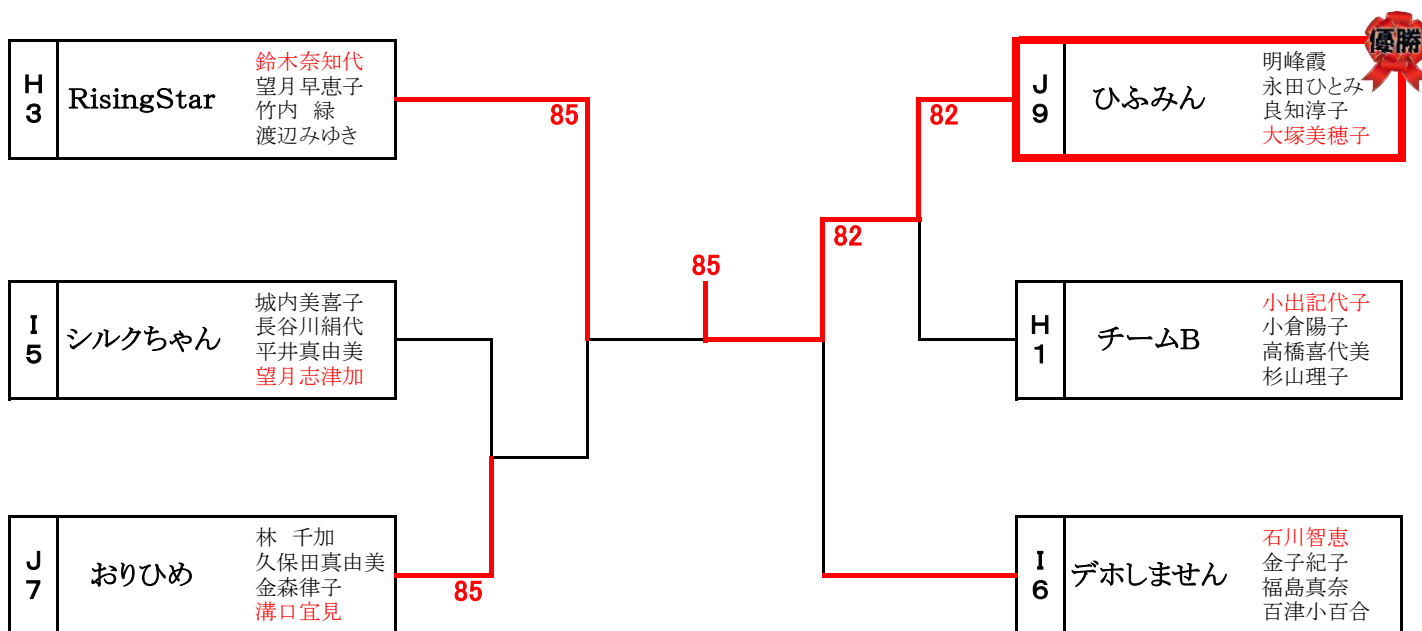 H
3
RisingStar
鈴木奈知代
望月早恵子
竹内 緑
渡辺みゆき
85
I
5
シルクちゃん
城内美喜子
長谷川絹代
平井真由美
望月志津加
J
7
おりひめ
林 千加
久保田真由美
金森律子
溝口宜見
85
85
優勝
J
9
ひふみん
明峰霞
永田ひとみ
良知淳子
大塚美穂子
82
82
H
1
チームB
小出記代子
小倉陽子
高橋喜代美
杉山理子
I
6
デホしません
石川智恵
金子紀子
福島真奈
百津小百合